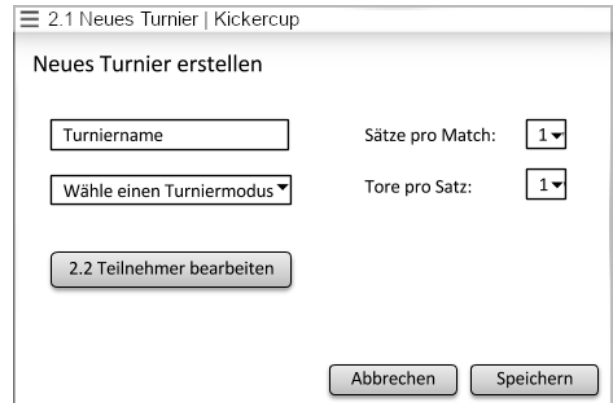 2.1 Neues Turnier | Kickercup
Neues Turnier erstellen
Turniername
Sätze pro Match:
1
Wähle einen Turniermodus
Tore pro Satz:
1
2.2 Teilnehmer bearbeiten
Abbrechen
Speichern